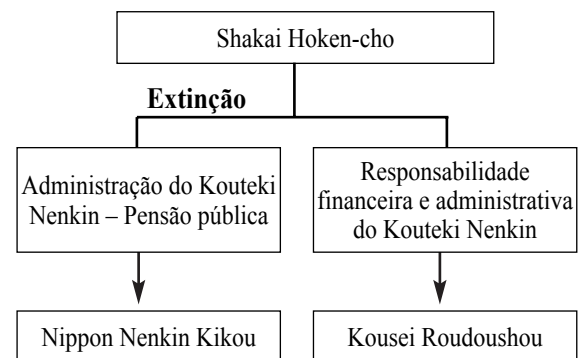 Shakai Hoken-cho
Extinção
Administração do Kouteki
Nenkin – Pensão pública
Responsabilidade
financeira e administrativa
do Kouteki Nenkin
Nippon Nenkin Kikou
Kousei Roudoushou